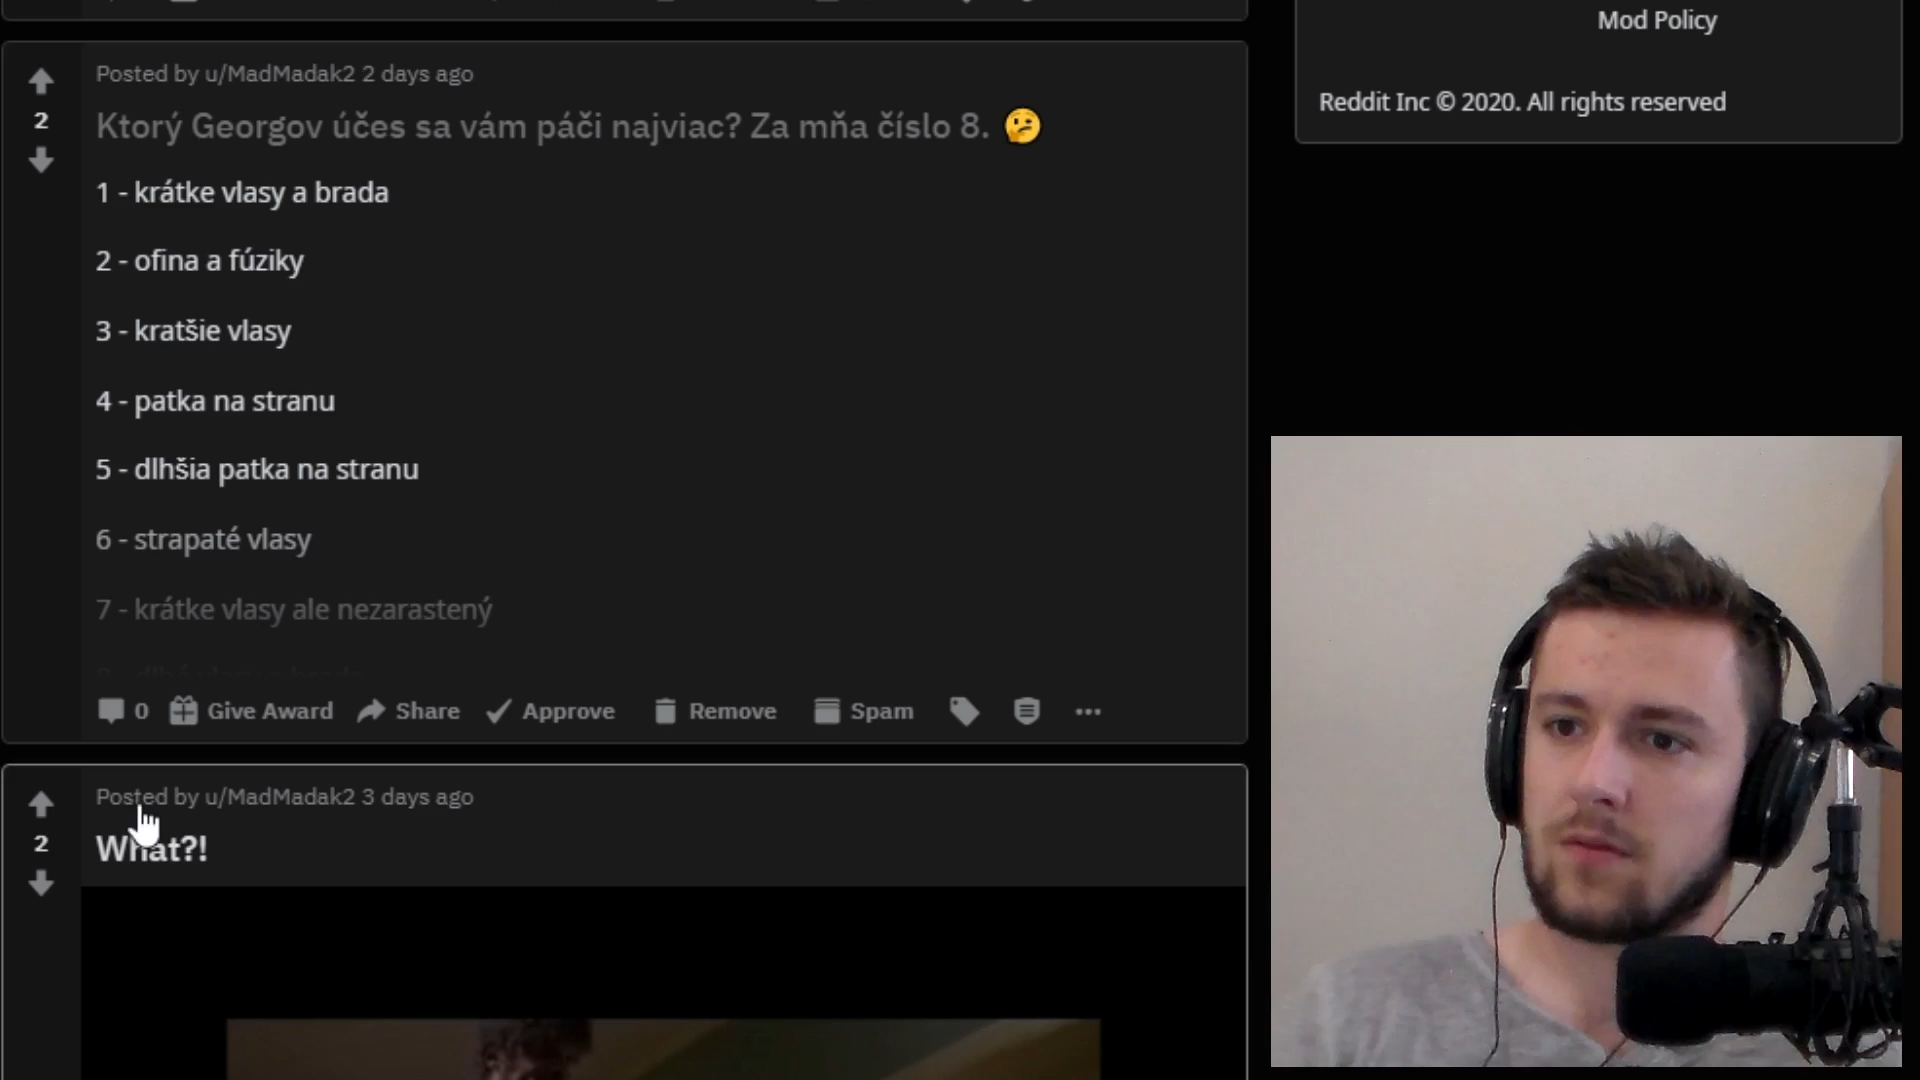 Mod Policy
Reddit Inc © 2020. All rights reserved
Posted by u/MadMadak2 2 days ago
2
Ktorý Georgov účes sa vám páči najviac? Za mňa číslo 8. 🤔
1 - krátke vlasy a brada
2 - ofina a fúziky
3 - kratšie vlasy
4 - patka na stranu
5 - dlhšia patka na stranu
6 - strapaté vlasy
7 - krátke vlasy ale nezarastený
0 Give Award Share Approve Remove Spam
Posted by u/MadMadak2 3 days ago
2
What?!